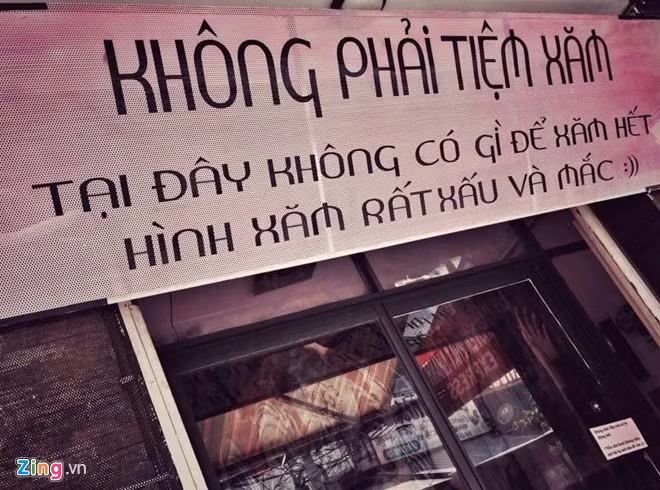 KHÔNG PHẢI TIỆM XĂM
TẠI ĐÂY KHÔNG CÓ GÌ ĐỂ XĂM HẾT
HÌNH XĂM RẤT XẤU VÀ MẮC :))
Zing.vn